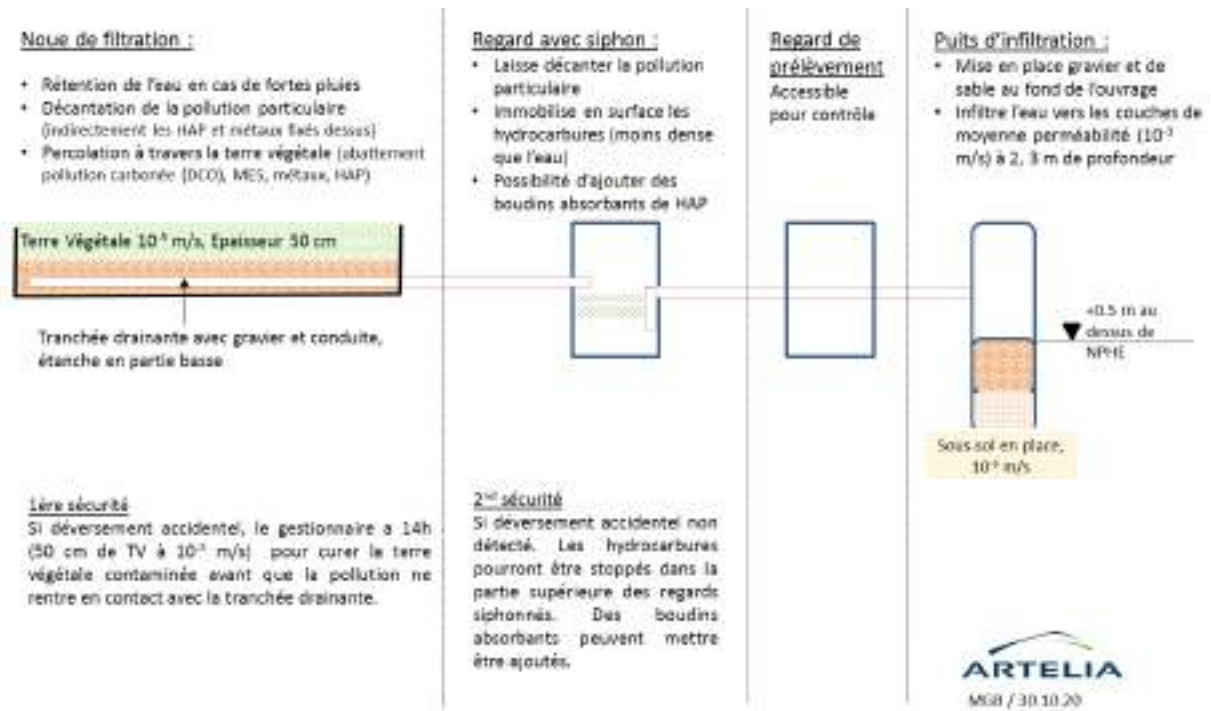 Noue de filtration :
• Rétention de l'eau en cas de fortes pluies
• Décantation de la pollution particulaire
(indirectement les HAP et métaux fixés dessus)
• Percolation à travers la terre végétale (abattement
pollution carbonée (DCO), MES, métaux, HAP)
Regard avec siphon :
• Laisse décanter la pollution
particulaire
• Immobilise en surface les
hydrocarbures (moins dense
que l'eau)
• Possibilité d'ajouter des
boudins absorbants de HAP
Regard de
prélèvement
Accessible
pour contrôle
Puits d'infiltration :
• Mise en place gravier et de
sable au fond de l'ouvrage
• Infiltre l'eau vers les couches de
moyenne perméabilité
m/s) à 2, 3 m de profondeur
Terre Végétale m/s, Epaisseur 50 cm
Tranchée drainante avec gravier et conduite,
étanche en partie basse
+0.5 m au
dessus de
NPHE
Sous-sol en place,
m/s
1ère sécurité
Si déversement accidentel, le gestionnaire a 14h
(50 cm de TV à m/s) pour curer la terre
végétale contaminée avant que la pollution ne
rentre en contact avec la tranchée drainante.
2nd sécurité
Si déversement accidentel non
détecté. Les hydrocarbures
pourront être stoppés dans la
partie supérieure des regards
siphonnés. Des boudins
absorbants peuvent mettre
être ajoutés.
ARTELIA
MGB / 30.10.20